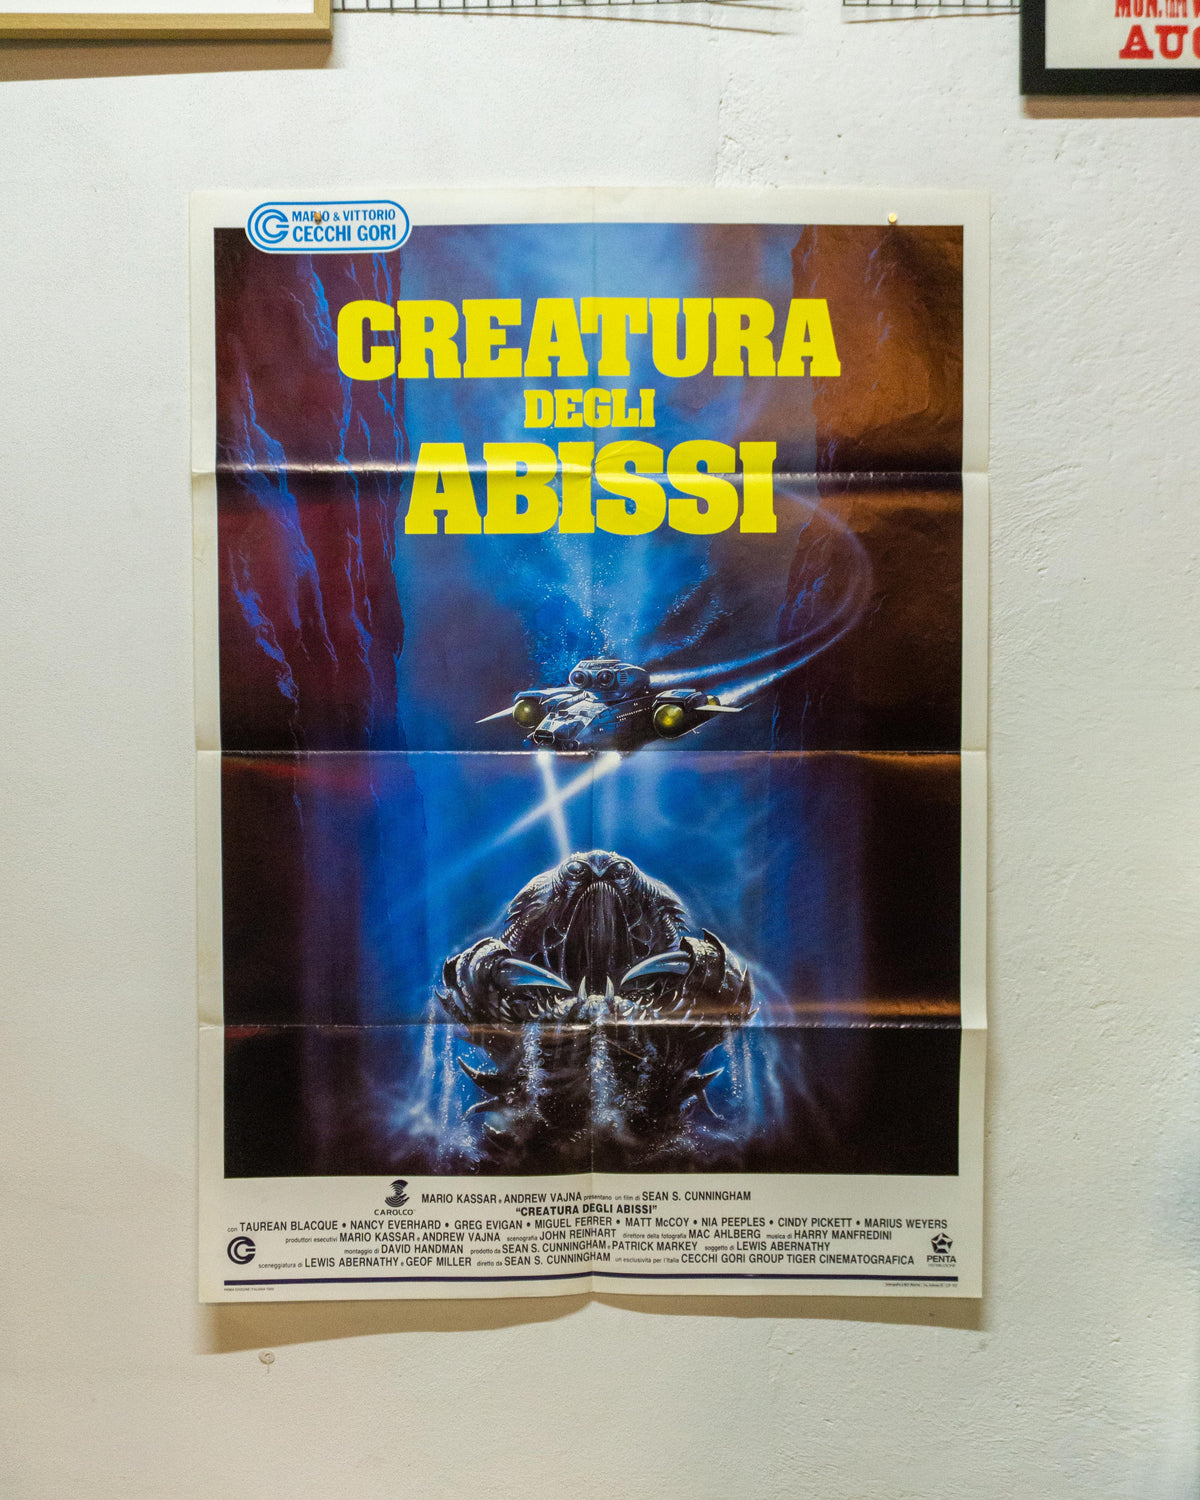 MON.
AUG
MARIO & VITTORIO
CECCHI GORI
CREATURA
DEGLI
ABISSI
CAROLCO
MARIO KASSAR e ANDREW VAJNA presentano un film di SEAN S. CUNNINGHAM
"CREATURA DEGLI ABISSI"
con TAUREAN BLACQUE • NANCY EVERHARD • GREG EVIGAN • MIGUEL FERRER • MATT McCOY • NIA PEEPLES • CINDY PICKETT • MARIUS WEYERS
produttori esecutivi MARIO KASSAR e ANDREW VAJNA scenografia JOHN REINHART direttore della fotografia MAC AHLBERG musica di HARRY MANFREDINI
montaggio di DAVID HANDMAN prodotto da SEAN S. CUNNINGHAM e PATRICK MARKEY soggetto di LEWIS ABERNATHY
sceneggiatura di LEWIS ABERNATHY e GEOF MILLER diretto da SEAN S. CUNNINGHAM un esclusività per l'Italia CECCHI GORI GROUP TIGER CINEMATOGRAFICA
PENTA
DISTRIBUZIONE